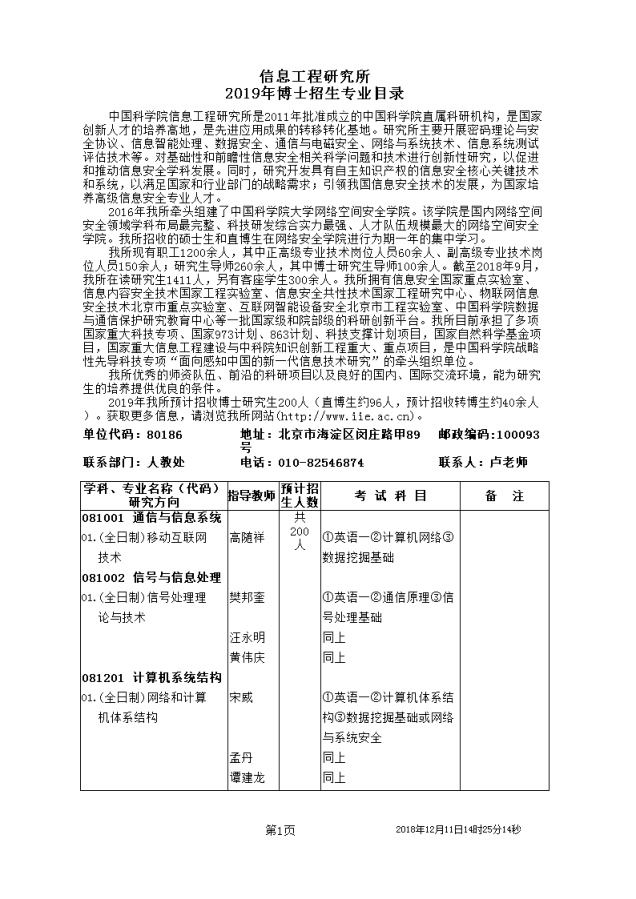 信息工程研究所
2019年博士招生专业目录
中国科学院信息工程研究所是2011年批准成立的中国科学院直属科研机构，是国家
创新人才的培养高地，是先进应用成果的转移转化基地。研究所主要开展密码理论与安
全协议、信息智能处理、数据安全、通信与电磁安全、网络与系统技术、信息系统测试
评估技术等。对基础性和前瞻性信息安全相关科学问题和技术进行创新性研究，以促进
和推动信息安全学科发展。同时，研究开发具有自主知识产权的信息安全核心关键技术
和系统，以满足国家和行业部门的战略需求；引领我国信息安全技术的发展，为国家培
养高级信息安全专业人才。
2016年我所牵头组建了中国科学院大学网络空间安全学院。该学院是国内网络空间
安全领域学科布局最完整、科技研发综合实力最强、人才队伍规模最大的网络空间安全
学院。我所招收的硕士生和直博生在网络安全学院进行为期一年的集中学习。
我所现有职工1200余人，其中正高级专业技术岗位人员60余人、副高级专业技术岗
位人员150余人；研究生导师260余人，其中博士研究生导师100余人。截至2018年9月，
我所在读研究生1411人，另有客座学生300余人。我所拥有信息安全国家重点实验室、
信息内容安全技术国家工程实验室、信息安全共性技术国家工程研究中心、物联网信息
安全技术北京市重点实验室、互联网智能设备安全北京市工程实验室、中国科学院数据
与通信保护研究教育中心等一批国家级和院部级的科研创新平台。我所目前承担了多项
国家重大科技专项、国家973计划、863计划、科技支撑计划项目，国家自然科学基金项
目，国家重大信息工程建设与中科院知识创新工程重大、重点项目，是中国科学院战略
性先导科技专项“面向感知中国的新一代信息技术研究”的牵头组织单位。
我所优秀的师资队伍、前沿的科研项目以及良好的国内、国际交流环境，能为研究
生的培养提供优良的条件。
2019年我所预计招收博士研究生200人（直博生约96人，预计招收转博生约40余人
）。获取更多信息，请浏览我所网站(http://www.iie.ac.cn)。
单位代码：80186 地址：北京市海淀区闵庄路甲89 邮政编码:100093
号
联系部门：人教处 电话：010-82546874 联系人：卢老师
学科、专业名称（代码） 指导教师 预计招 考 试 科 目 备 注
研究方向 生人数
081001 通信与信息系统 共
01.(全日制)移动互联网 高随祥 200 ①英语一②计算机网络③
技术 人 数据挖掘基础
081002 信号与信息处理
01.(全日制)信号处理理 樊邦奎 ①英语一②通信原理③信
论与技术 号处理基础
汪永明 同上
黄伟庆 同上
081201 计算机系统结构
01.(全日制)网络和计算 宋威 ①英语一②计算机体系结
机体系结构 构③数据挖掘基础或网络
与系统安全
孟丹 同上
谭建龙 同上
第1页 2018年12月11日14时25分14秒